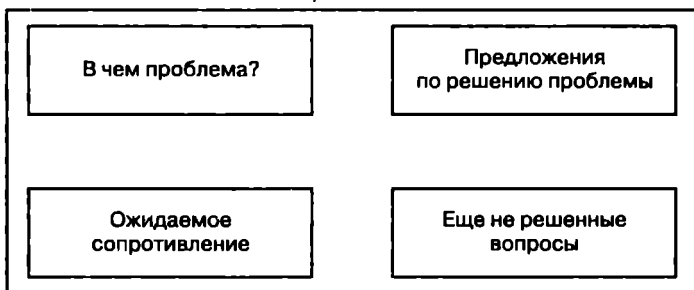 В чем проблема?
Предложения
по решению проблемы
Ожидаемое
сопротивление
Еще не решенные
вопросы